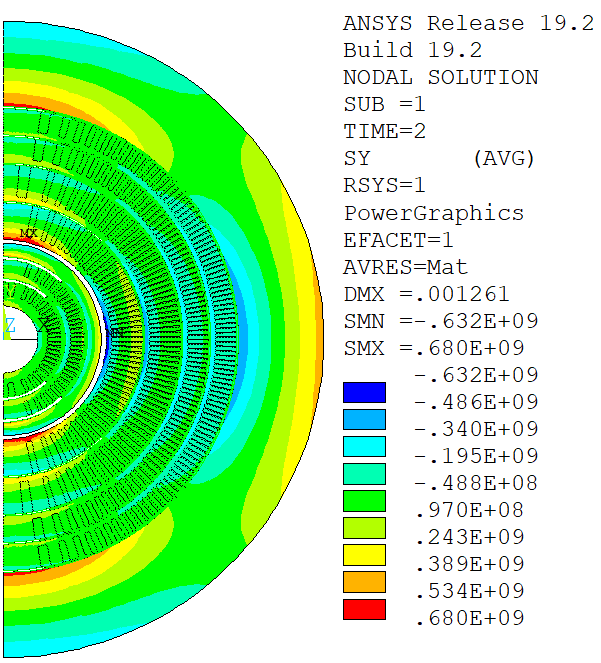 ANSYS Release 19.2
Build 19.2
NODAL SOLUTION
SUB =1
TIME=2
SY (AVG)
RSYS=1
PowerGraphics
EFACET=1
AVRES=Mat
DMX =.001261
SMN =-.632E+09
SMX =.680E+09
-.632E+09
-.486E+09
-.340E+09
-.195E+09
-.488E+08
.970E+08
.243E+09
.389E+09
.534E+09
.680E+09
MX
Z